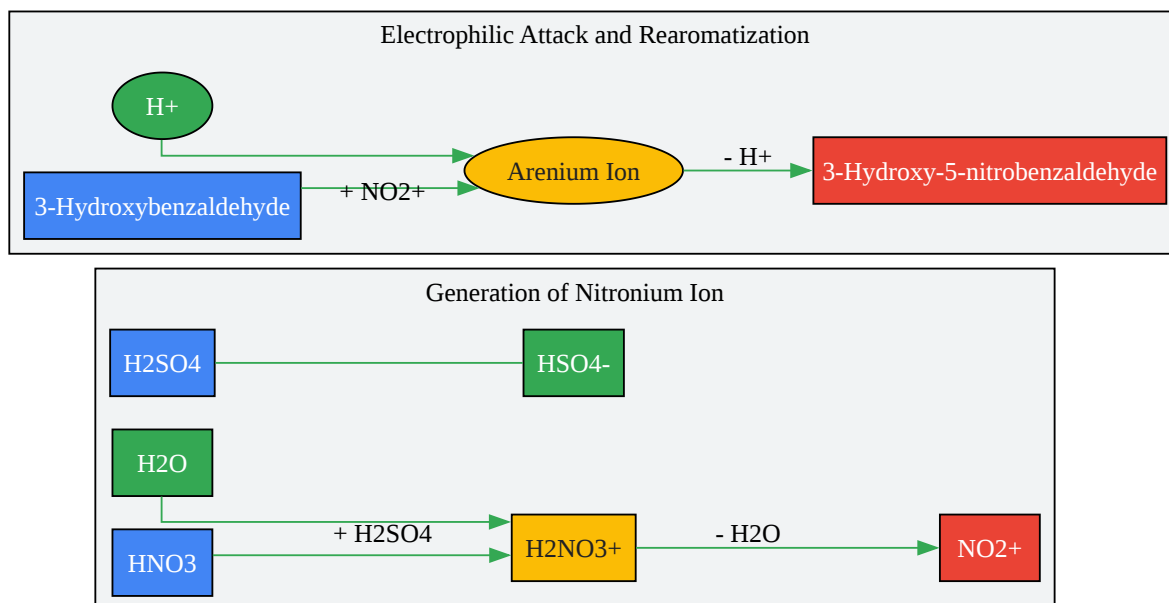 Electrophilic Attack and Rearomatization
H+
3-Hydroxybenzaldehyde
+ NO2+
Arenium Ion
- H+
3-Hydroxy-5-nitrobenzaldehyde
Generation of Nitronium Ion
H2SO4
HSO4-
H2O
HNO3
+ H2SO4
H2NO3+
- H2O
NO2+